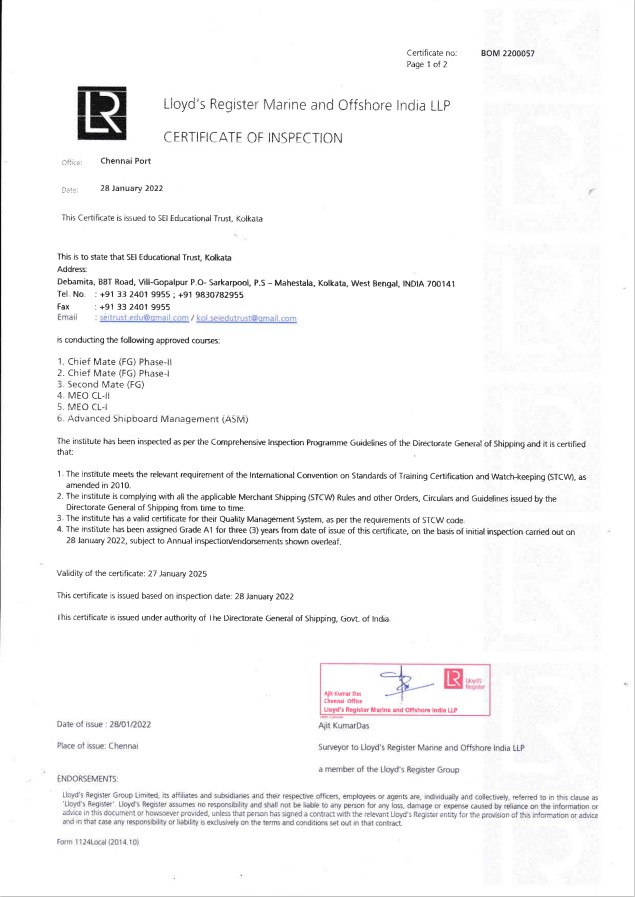 Certificate no: BOM 2200057
Page 1 of 2
LR
Lloyd's Register Marine and Offshore India LLP
CERTIFICATE OF INSPECTION
Office: Chennai Port
Date: 28 January 2022
This Certificate is issued to SEI Educational Trust, Kolkata
This is to state that SEI Educational Trust, Kolkata
Address:
Debamita, BBT Road, Vill-Gopalpur P.O- Sarkarpool, P.S – Mahestala, Kolkata, West Bengal, INDIA 700141
Tel. No. : +91 33 2401 9955 ; +91 9830782955
Fax : +91 33 2401 9955
Email : seitrust.edu@gmail.com / kol.seiedutrust@gmail.com
is conducting the following approved courses:
1. Chief Mate (FG) Phase-II
2. Chief Mate (FG) Phase-I
3. Second Mate (FG)
4. MEO CL-II
5. MEO CL-I
6. Advanced Shipboard Management (ASM)
The institute has been inspected as per the Comprehensive Inspection Programme Guidelines of the Directorate General of Shipping and it is certified
that:
1. The institute meets the relevant requirement of the International Convention on Standards of Training Certification and Watch-keeping (STCW), as
amended in 2010.
2. The institute is complying with all the applicable Merchant Shipping (STCW) Rules and other Orders, Circulars and Guidelines issued by the
Directorate General of Shipping from time to time.
3. The institute has a valid certificate for their Quality Management System, as per the requirements of STCW code.
4. The institute has been assigned Grade A1 for three (3) years from date of issue of this certificate, on the basis of initial inspection carried out on
28 January 2022, subject to Annual inspection/endorsements shown overleaf.
Validity of the certificate: 27 January 2025
This certificate is issued based on inspection date: 28 January 2022
This certificate is issued under authority of The Directorate General of Shipping, Govt. of India
LR Lloyd's
Register
Ajit Kumar Das
Chennai Office
Lloyd's Register Marine and Offshore India LLP
Date of issue : 28/01/2022
Ajit KumarDas
Place of issue: Chennai
Surveyor to Lloyd's Register Marine and Offshore India LLP
a member of the Lloyd's Register Group
ENDORSEMENTS:
Lloyd's Register Group Limited, its affiliates and subsidiaries and their respective officers, employees or agents are, individually and collectively, referred to in this clause as
'Lloyd's Register'. Lloyd's Register assumes no responsibility and shall not be liable to any person for any loss, damage or expense caused by reliance on the information or
advice in this document or howsoever provided, unless that person has signed a contract with the relevant Lloyd's Register entity for the provision of this information or advice
and in that case any responsibility or liability is exclusively on the terms and conditions set out in that contract.
Form 1124Local (2014.10)